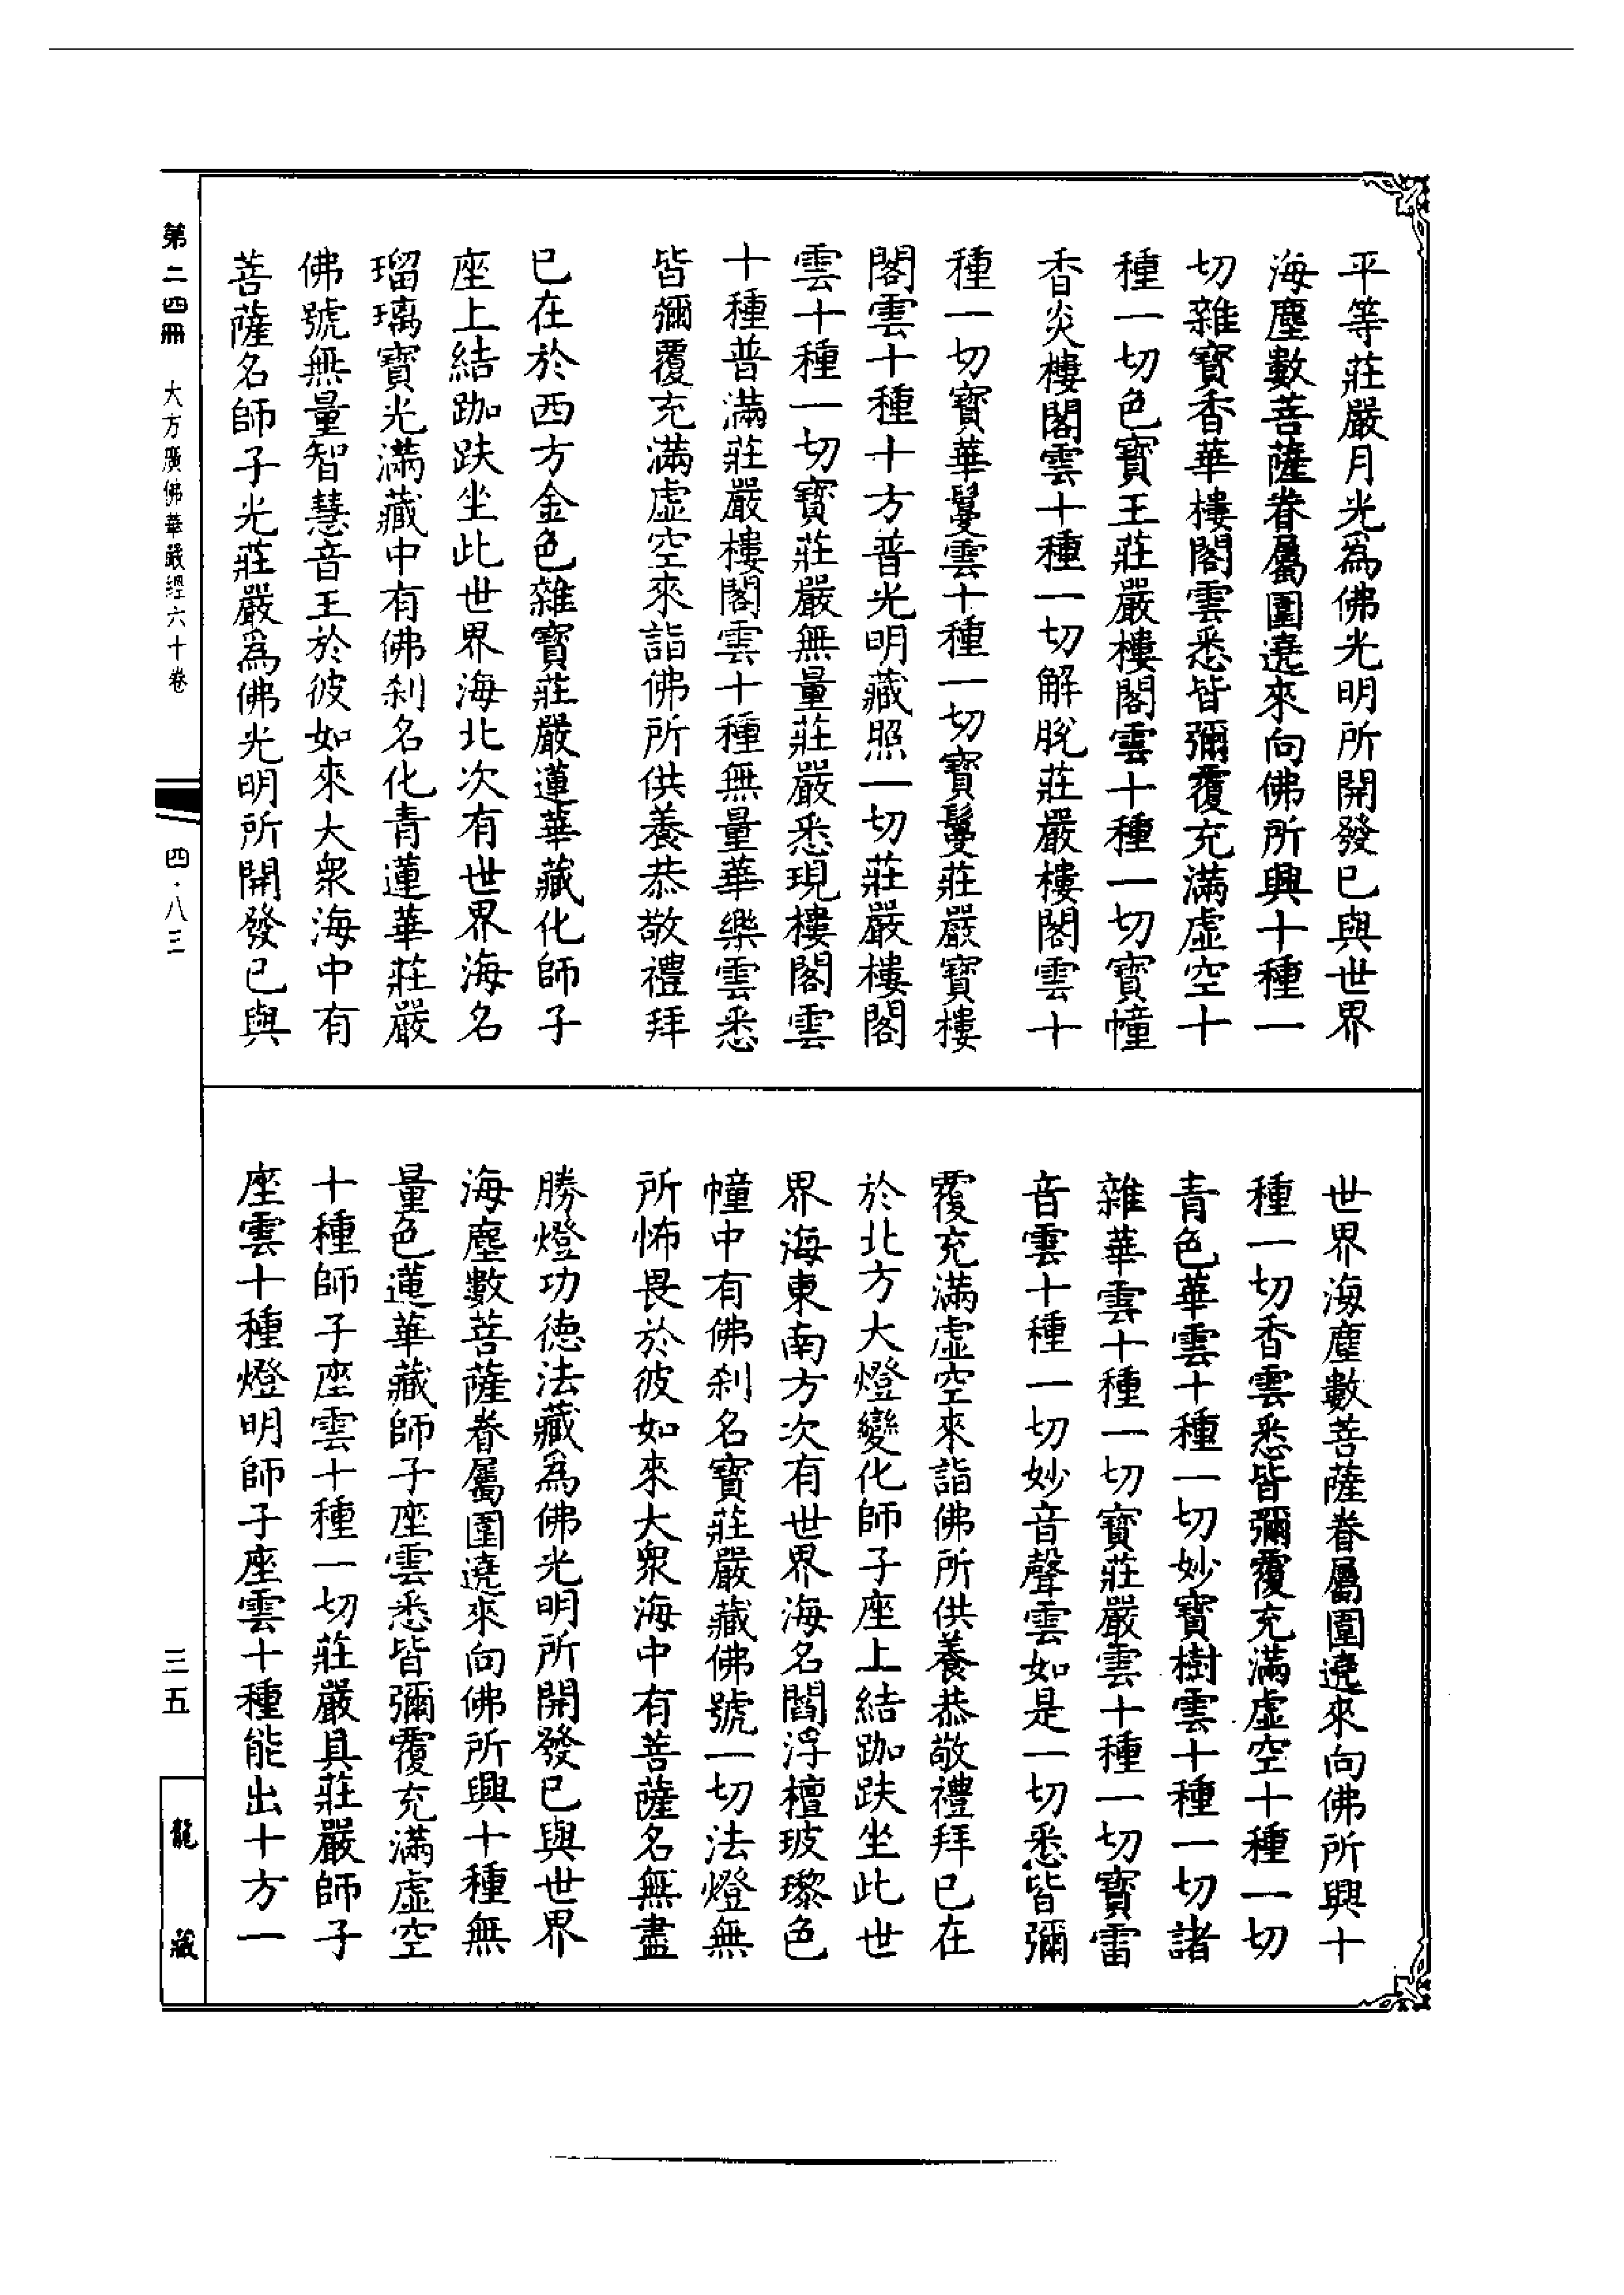 平等莊嚴月光為佛光明所開發已與世界
海塵數菩薩眷屬圍遶來向佛所興十種一
切雜寶香華樓閣雲悉皆彌覆充滿虛空十
種一切色寶王莊嚴樓閣雲十種一切寶幢
香炎樓閣雲十種一切解脫莊嚴樓閣雲十
種一切寶華鬘雲十種一切寶鬘莊嚴寶樓
閣雲十種十方普光明藏照一切莊嚴樓閣
雲十種一切寶莊嚴無量莊嚴悉現樓閣雲
十種普滿莊嚴樓閣雲十種無量華樂雲悉
皆彌覆充滿虛空來詣佛所供養恭敬禮拜
已在於西方金色雜寶莊嚴蓮華藏化師子
座上結跏趺坐此世界海北次有世界海名
瑠璃寶光滿藏中有佛刹名化青蓮華莊嚴
佛號無量智慧音王於彼如來大衆海中有
菩薩名師子光莊嚴為佛光明所開發已與
世界海塵數菩薩眷屬圍遶來向佛所興十
種一切香雲悉皆彌覆充滿虛空十種一切
青色華雲十種一切妙寶樹雲十種一切諸
雜華雲十種一切寶莊嚴雲十種一切寶雷
音雲十種一切妙音聲雲如是一切悉皆彌
覆充滿虛空來詣佛所供養恭敬禮拜已在
於北方大燈變化師子座上結跏趺坐此世
界海東南方次有世界海名閻浮檀玻瓈色
幢中有佛刹名寶莊嚴藏佛號一切法燈無
所怖畏於彼如來大衆海中有菩薩名無盡
勝燈功德法藏為佛光明所開發已與世界
海塵數菩薩眷屬圍遶來向佛所興十種無
量色蓮華藏師子座雲悉皆彌覆充滿虛空
十種師子座雲十種一切莊嚴具莊嚴師子
座雲十種燈明師子座雲十種能出十方一
第二四冊 大方廣佛華嚴經六十卷 四·八三
三五
龍藏